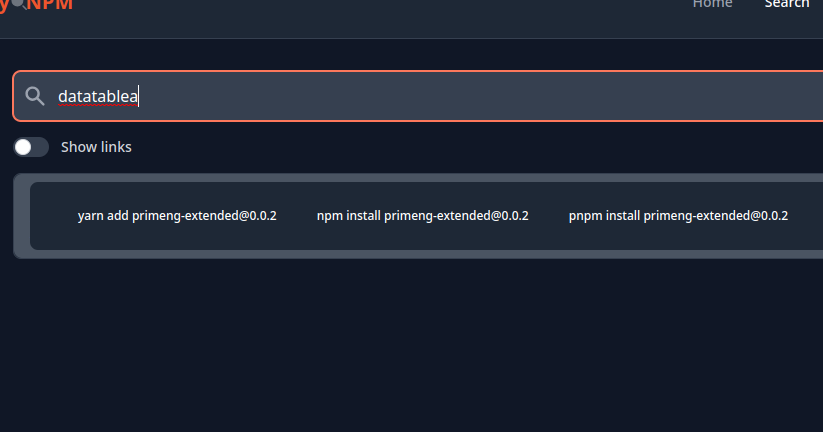 y NPM
Home Search
datatablea
Show links
yarn add primeng-extended@0.0.2 npm install primeng-extended@0.0.2 pnpm install primeng-extended@0.0.2